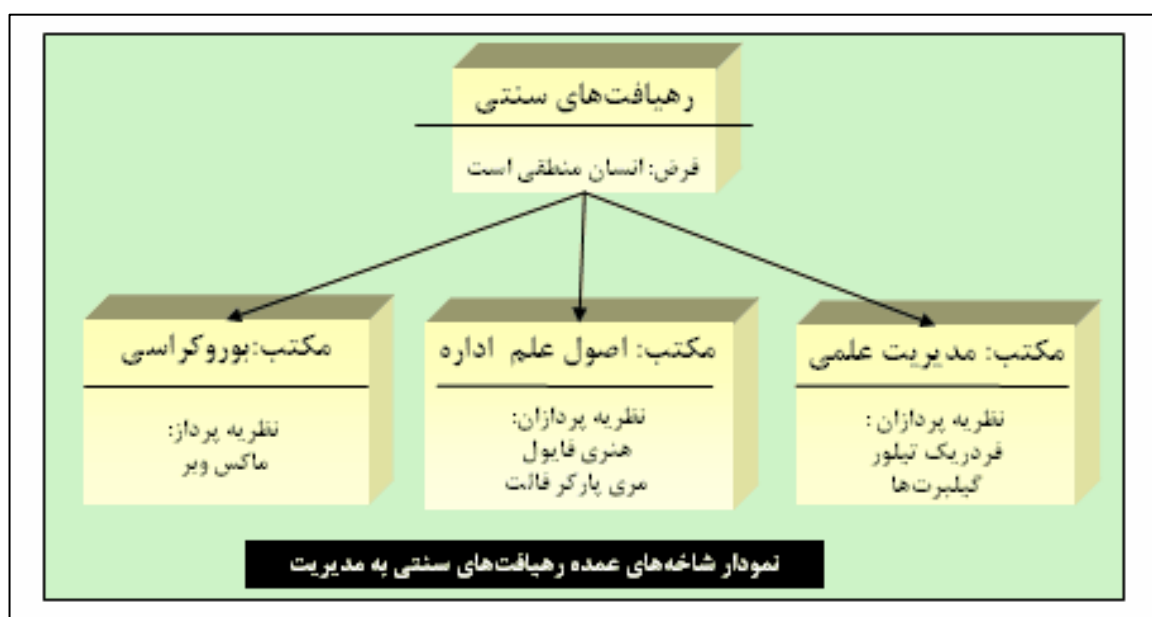 رهیافت‌های سنتی
فرض: انسان منطقی است
مکتب: مدیریت علمی
نظریه پردازان :
فردریک تیلور
گیلبرت‌ها
مکتب: اصول علم اداره
نظریه پردازان:
هنری فایول
مری پارکر فالت
مکتب:بوروکراسی
نظریه پرداز:
ماکس وبر
نمودار شاخه‌های عمده رهیافت‌های سنتی به مدیریت